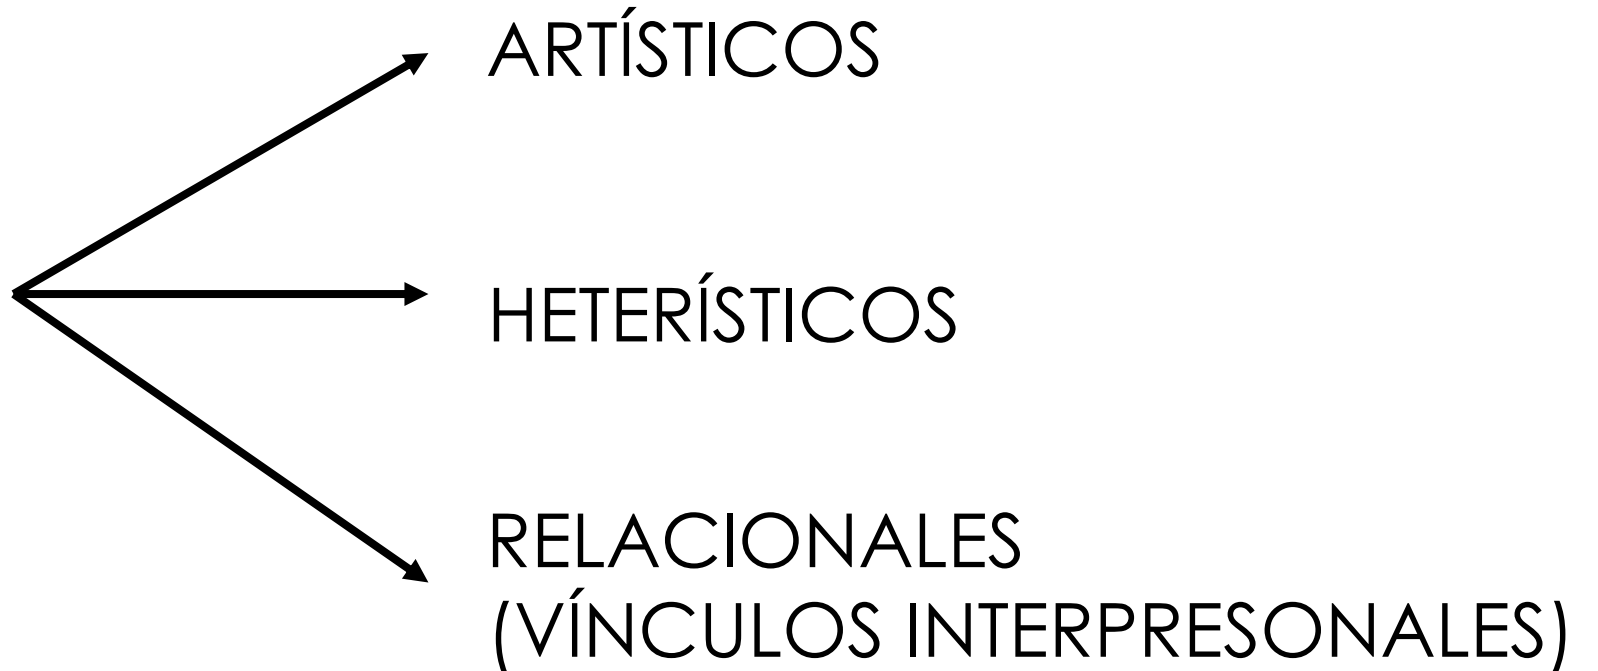 ARTÍSTICOS
HETERÍSTICOS
RELACIONALES
(VÍNCULOS INTERPRESONALES)